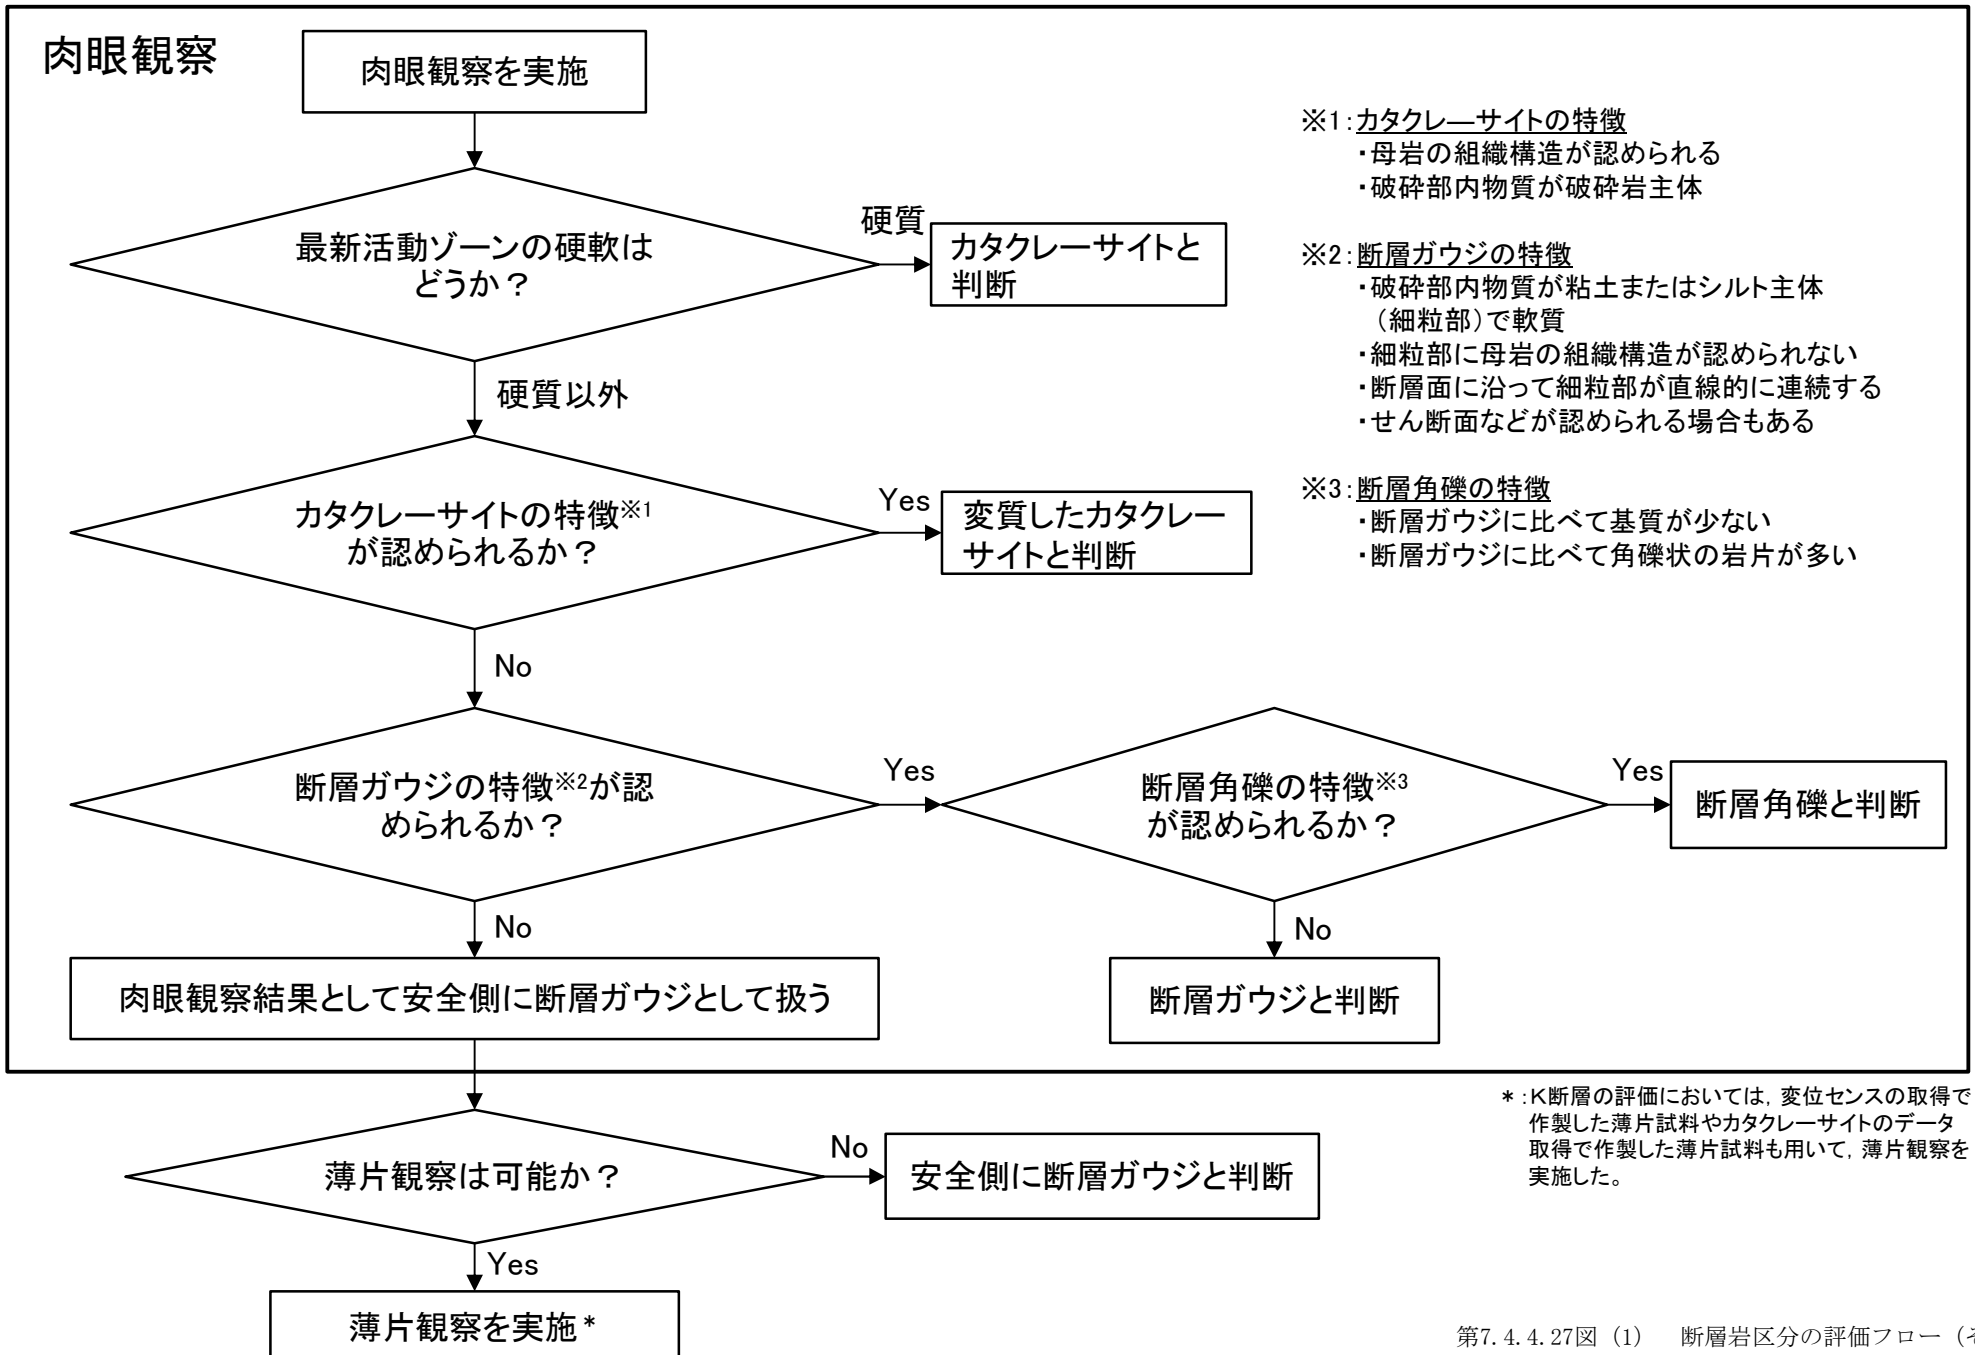 肉眼観察
肉眼観察を実施
最新活動ゾーンの硬軟は
どうか？
硬質
カタクレーサイトと
判断
硬質以外
カタクレーサイトの特徴※1
が認められるか？
Yes
変質したカタクレー
サイトと判断
No
断層ガウジの特徴※2が認
められるか？
Yes
断層角礫の特徴※3
が認められるか？
Yes
断層角礫と判断
No
断層ガウジと判断
No
肉眼観察結果として安全側に断層ガウジとして扱う
※1：カタクレ―サイトの特徴
・母岩の組織構造が認められる
・破砕部内物質が破砕岩主体
※2：断層ガウジの特徴
・破砕部内物質が粘土またはシルト主体
（細粒部）で軟質
・細粒部に母岩の組織構造が認められない
・断層面に沿って細粒部が直線的に連続する
・せん断面などが認められる場合もある
※3：断層角礫の特徴
・断層ガウジに比べて基質が少ない
・断層ガウジに比べて角礫状の岩片が多い
薄片観察は可能か？
No
安全側に断層ガウジと判断
Yes
薄片観察を実施*
*：K断層の評価においては，変位センスの取得で
作製した薄片試料やカタクレーサイトのデータ
取得で作製した薄片試料も用いて，薄片観察を
実施した。
第7.4.4.27図（1）　断層岩区分の評価フロー（